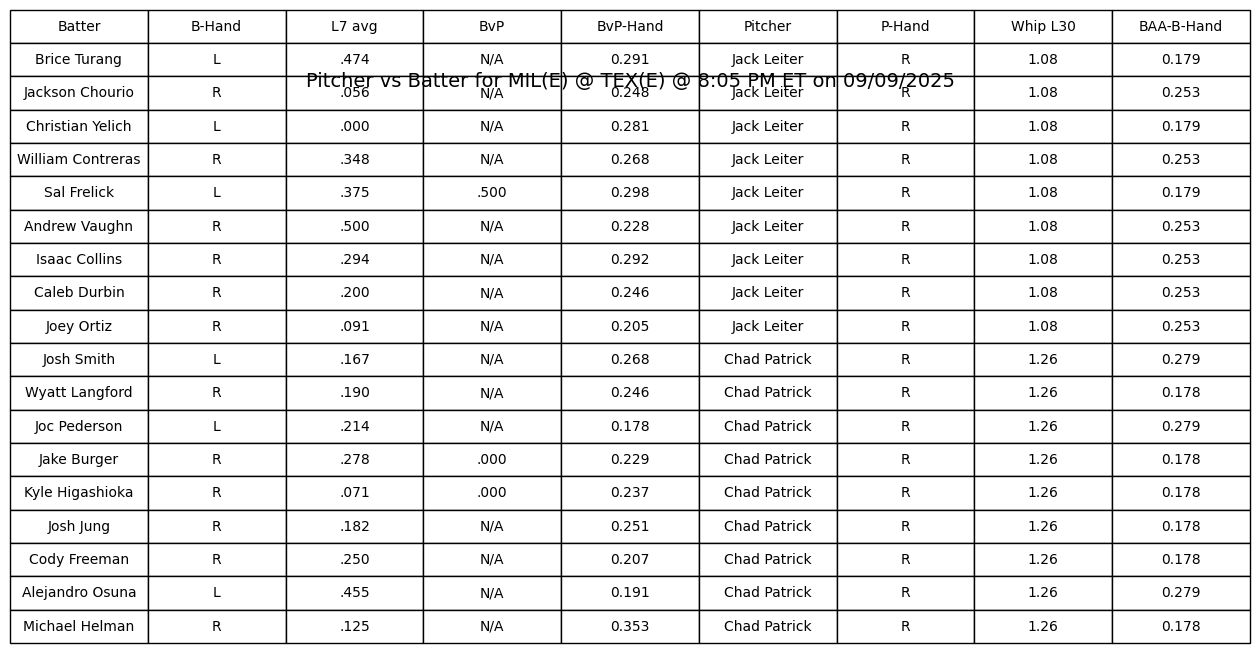 Batter B-Hand L7 avg BvP BvP-Hand Pitcher P-Hand Whip L30 BAA-B-Hand
Brice Turang L .474 N/A 0.291 Jack Leiter R 1.08 0.179
Pitcher vs Batter for MIL(E) @ TEX(E) @ 8:05 PM ET on 09/09/2025
Jackson Chourio R .056 N/A 0.248 Jack Leiter R 1.08 0.253
Christian Yelich L .000 N/A 0.281 Jack Leiter R 1.08 0.179
William Contreras R .348 N/A 0.268 Jack Leiter R 1.08 0.253
Sal Frelick L .375 .500 0.298 Jack Leiter R 1.08 0.179
Andrew Vaughn R .500 N/A 0.228 Jack Leiter R 1.08 0.253
Isaac Collins R .294 N/A 0.292 Jack Leiter R 1.08 0.253
Caleb Durbin R .200 N/A 0.246 Jack Leiter R 1.08 0.253
Joey Ortiz R .091 N/A 0.205 Jack Leiter R 1.08 0.253
Josh Smith L .167 N/A 0.268 Chad Patrick R 1.26 0.279
Wyatt Langford R .190 N/A 0.246 Chad Patrick R 1.26 0.178
Joc Pederson L .214 N/A 0.178 Chad Patrick R 1.26 0.279
Jake Burger R .278 .000 0.229 Chad Patrick R 1.26 0.178
Kyle Higashioka R .071 .000 0.237 Chad Patrick R 1.26 0.178
Josh Jung R .182 N/A 0.251 Chad Patrick R 1.26 0.178
Cody Freeman R .250 N/A 0.207 Chad Patrick R 1.26 0.178
Alejandro Osuna L .455 N/A 0.191 Chad Patrick R 1.26 0.279
Michael Helman R .125 N/A 0.353 Chad Patrick R 1.26 0.178